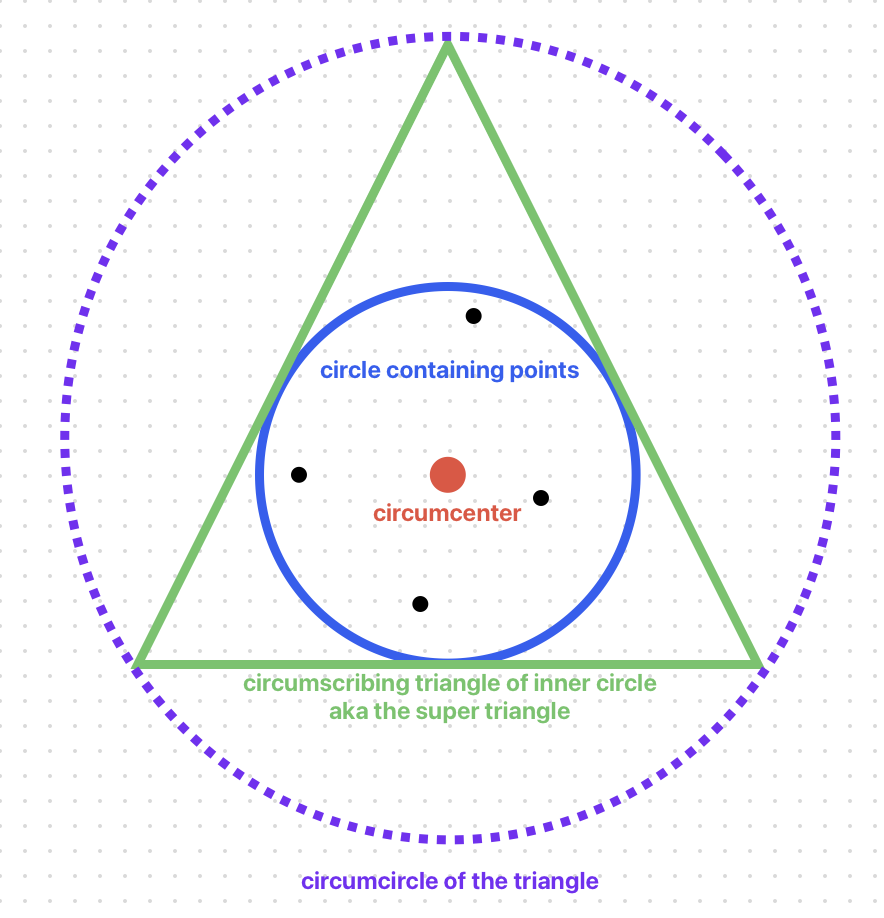 circle containing points
circumcenter
circumscribing triangle of inner circle
aka the super triangle
circumcircle of the triangle